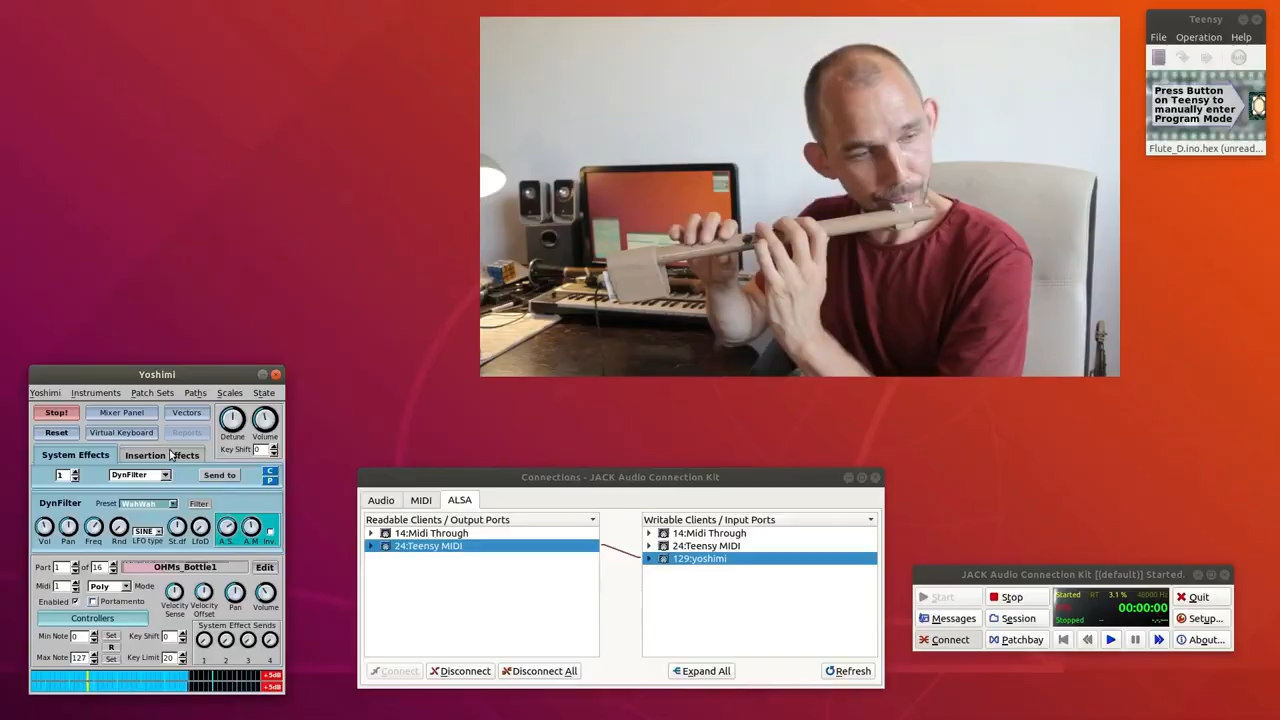 Teensy
File Operation Help
Press Button
on Teensy to
manually enter
Program Mode
Flute_D.ino.hex (unread...
Yoshimi
Yoshimi Instruments Patch Sets Paths Scales State
Stop! Mixer Panel Vectors
Reset Virtual Keyboard Reports
Detune Volume
Key Shift 0
System Effects Insertion Effects
1 DynFilter Send to C
P
DynFilter Preset WahWah Filter
SINE
Vol Pan Freq Rnd LFO type St.df LfoD A.S. A.M Inv.
Part 1 of 16 OHMs_Bottle1 Edit
Midi 1 Poly Mode
Enabled Portamento
Velocity Sense Velocity Offset Pan Volume
Controllers
Min Note 0 Set Key Shift 0 System Effect Sends
R
Max Note 127 Set Key Limit 20 1 2 3 4
+5dB
+5dB
Connections - JACK Audio Connection Kit
Audio MIDI ALSA
Readable Clients / Output Ports Writable Clients / Input Ports
14:Midi Through 14:Midi Through
24:Teensy MIDI 24:Teensy MIDI
129:yoshimi
Connect Disconnect Disconnect All Expand All Refresh
JACK Audio Connection Kit [(default)] Started.
Start Stop Started RT 3.1 % 48000 Hz Quit
Messages Session 00:00:00 Setup...
Stopped -- -.--
Connect Patchbay About...